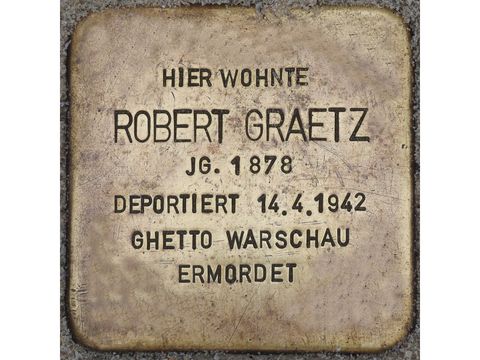 HIER WOHNTE
ROBERT GRAETZ
JG. 1878
DEPORTIERT 14.4.1942
GHETTO WARSCHAU
ERMORDET